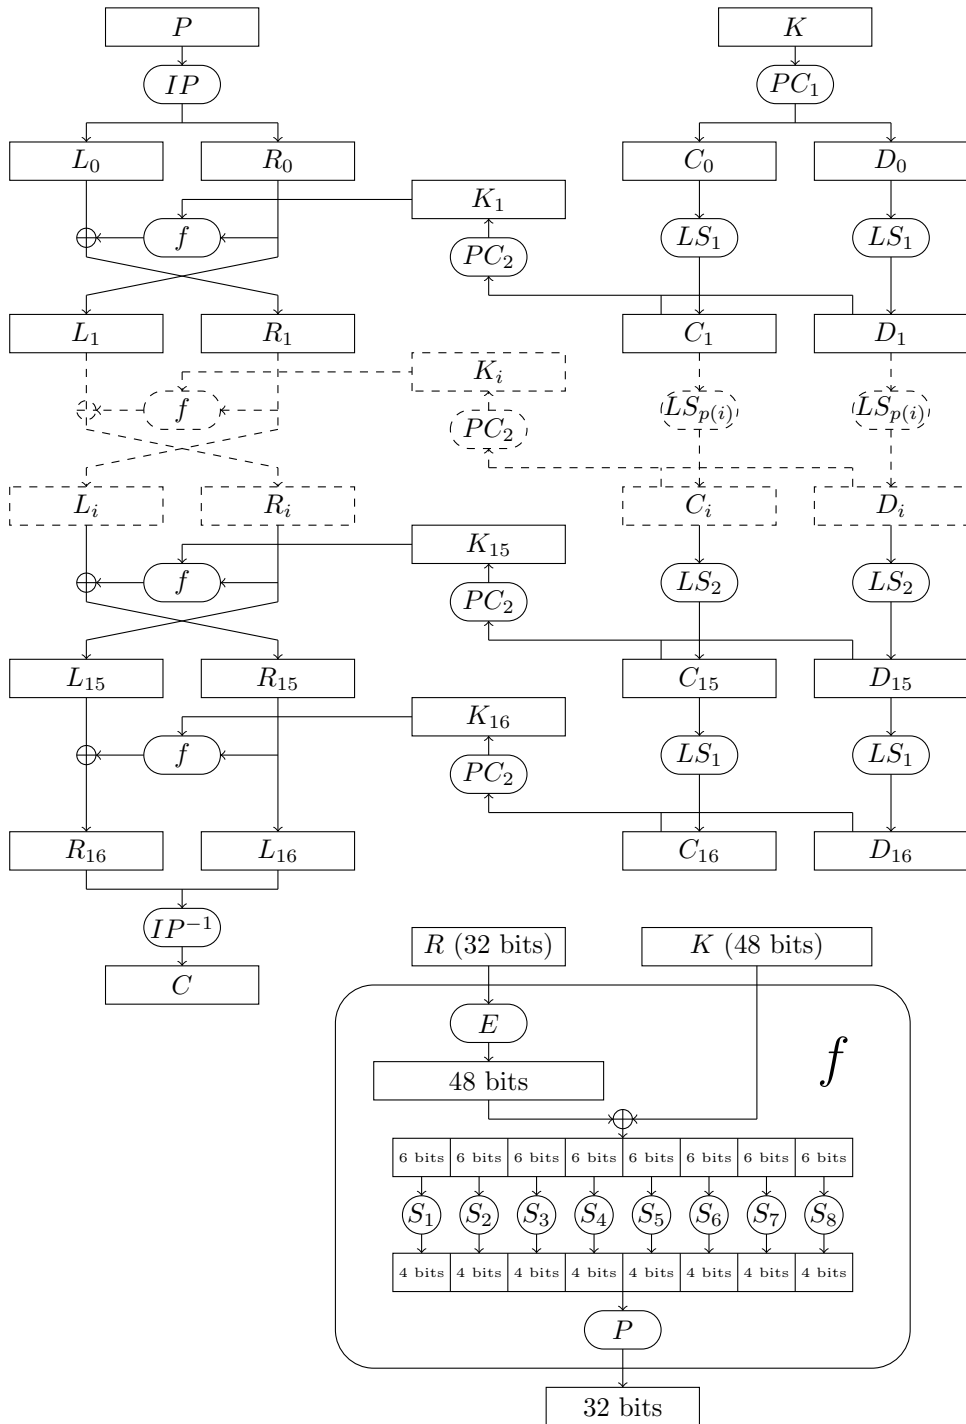 P K
IP PC₁
L₀ R₀ C₀ D₀
K₁
f LS₁ LS₁
PC₂
L₁ R₁ C₁ D₁
Kᵢ
f LSₚ₍ᵢ₎ LSₚ₍ᵢ₎
PC₂
Lᵢ Rᵢ Cᵢ Dᵢ
K₁₅
f LS₂ LS₂
PC₂
L₁₅ R₁₅ C₁₅ D₁₅
K₁₆
f LS₁ LS₁
PC₂
R₁₆ L₁₆ C₁₆ D₁₆
IP⁻¹
C
R (32 bits) K (48 bits)
E
f
48 bits
6 bits 6 bits 6 bits 6 bits 6 bits 6 bits 6 bits 6 bits
S₁ S₂ S₃ S₄ S₅ S₆ S₇ S₈
4 bits 4 bits 4 bits 4 bits 4 bits 4 bits 4 bits 4 bits
P
32 bits